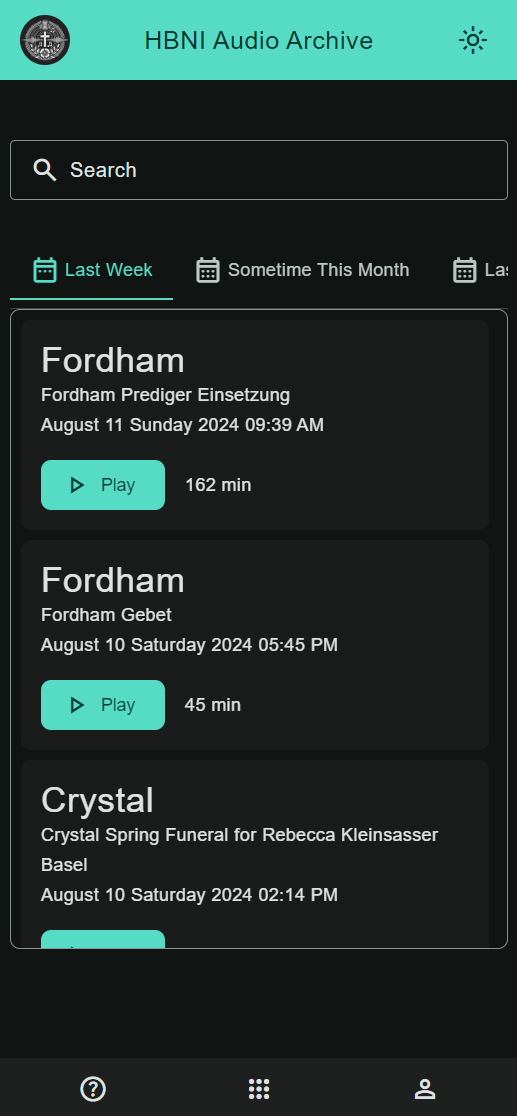 HBNI Audio Archive
Search
Last Week
Sometime This Month
Fordham
Fordham Prediger Einsetzung
August 11 Sunday 2024 09:39 AM
Play
162 min
Fordham
Fordham Gebet
August 10 Saturday 2024 05:45 PM
Play
45 min
Crystal
Crystal Spring Funeral for Rebecca Kleinsasser
Basel
August 10 Saturday 2024 02:14 PM